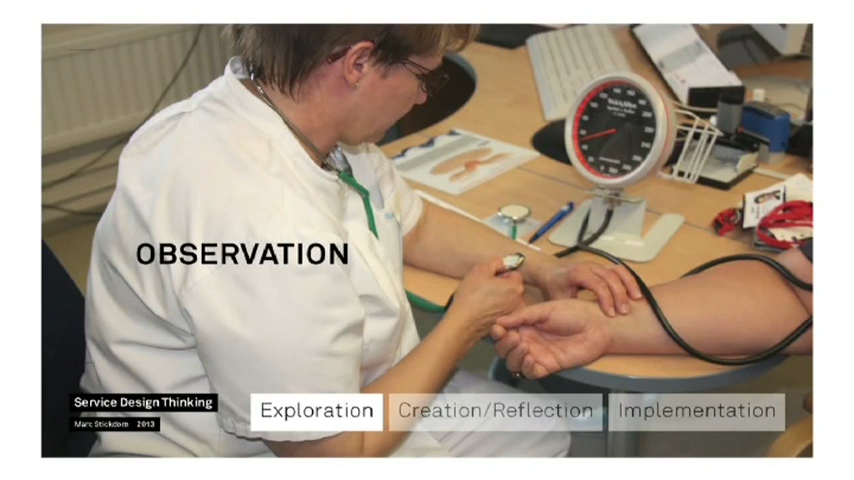 OBSERVATION
Service Design Thinking
Marc Stickdorn 2013
Exploration
Creation/Reflection
Implementation